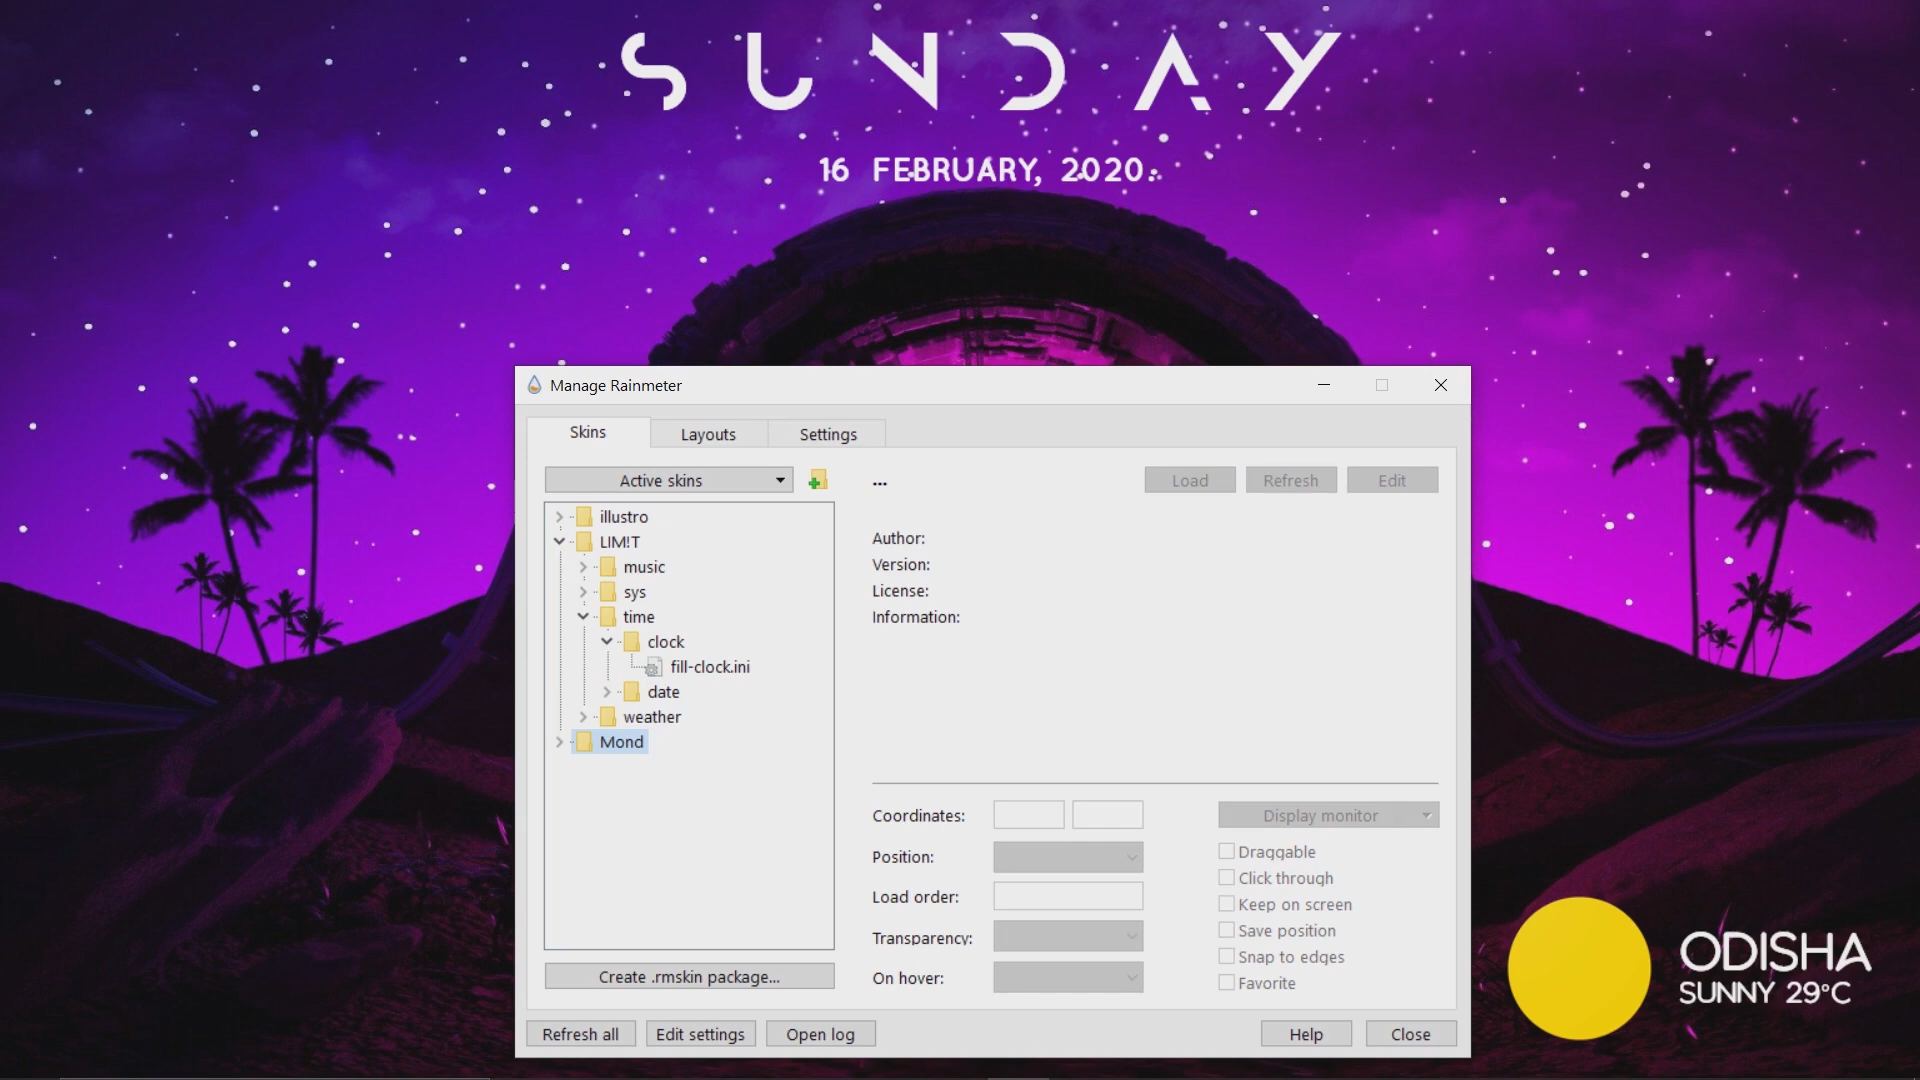 SUNDAY
16 FEBRUARY, 2020.
Manage Rainmeter
Skins
Layouts
Settings
Active skins
...
Load
Refresh
Edit
illustro
LIM!T
music
sys
time
clock
fill-clock.ini
date
weather
Mond
Author:
Version:
License:
Information:
Coordinates:
Display monitor
Position:
Draggable
Click through
Load order:
Keep on screen
Transparency:
Save position
Snap to edges
On hover:
Favorite
Create .rmskin package...
Refresh all
Edit settings
Open log
Help
Close
ODISHA
SUNNY 29°C